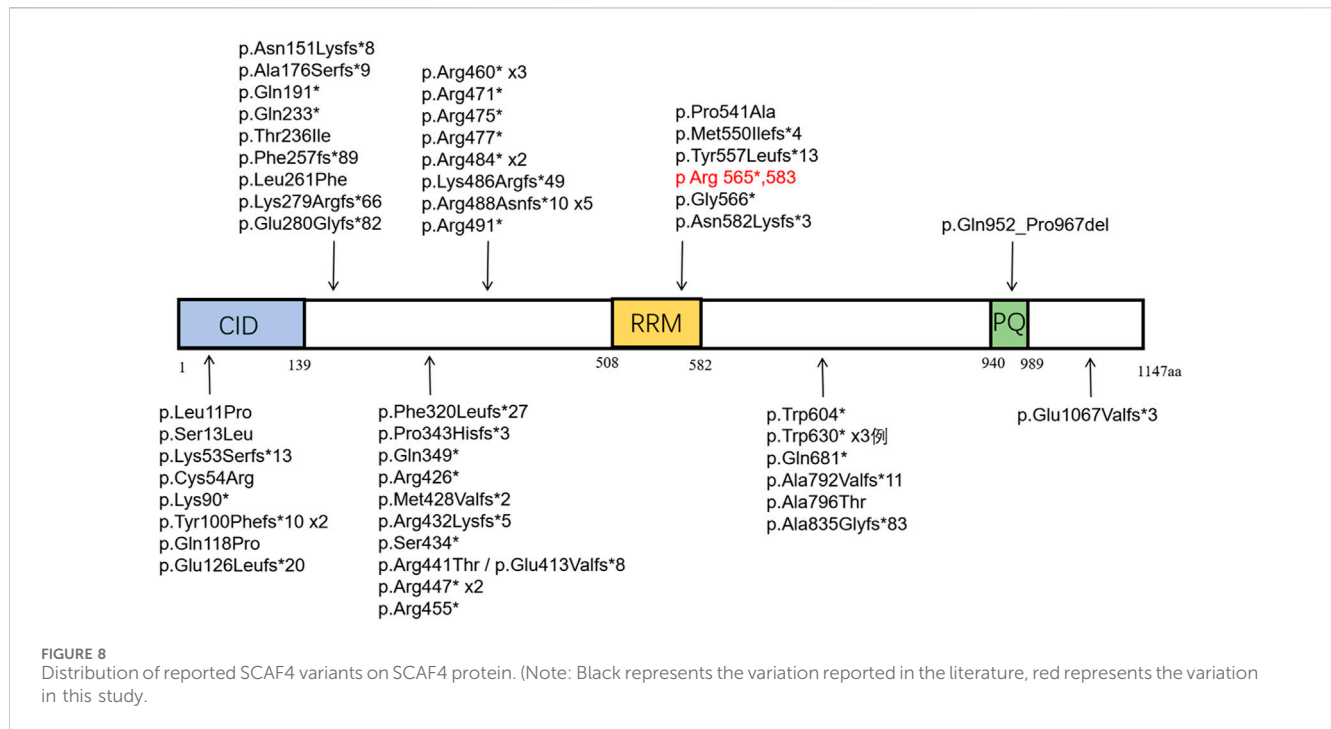 p.Asn151Lysfs*8
p.Ala176Serfs*9
p.Gln191*
p.Gln233*
p.Thr236Ile
p.Phe257fs*89
p.Leu261Phe
p.Lys279Argfs*66
p.Glu280Glyfs*82
p.Arg460* x3
p.Arg471*
p.Arg475*
p.Arg477*
p.Arg484* x2
p.Lys486Argfs*49
p.Arg488Asnfs*10 x5
p.Arg491*
p.Pro541Ala
p.Met550Ilefs*4
p.Tyr557Leufs*13
p Arg 565*,583
p.Gly566*
p.Asn582Lysfs*3
p.Gln952_Pro967del
CID
RRM
PQ
1
139
508
582
940
989
1147aa
p.Leu11Pro
p.Ser13Leu
p.Lys53Serfs*13
p.Cys54Arg
p.Lys90*
p.Tyr100Phefs*10 x2
p.Gln118Pro
p.Glu126Leufs*20
p.Phe320Leufs*27
p.Pro343Hisfs*3
p.Gln349*
p.Arg426*
p.Met428Valfs*2
p.Arg432Lysfs*5
p.Ser434*
p.Arg441Thr / p.Glu413Valfs*8
p.Arg447* x2
p.Arg455*
p.Trp604*
p.Trp630* x3例
p.Gln681*
p.Ala792Valfs*11
p.Ala796Thr
p.Ala835Glyfs*83
p.Glu1067Valfs*3
FIGURE 8
Distribution of reported SCAF4 variants on SCAF4 protein. (Note: Black represents the variation reported in the literature, red represents the variation
in this study.